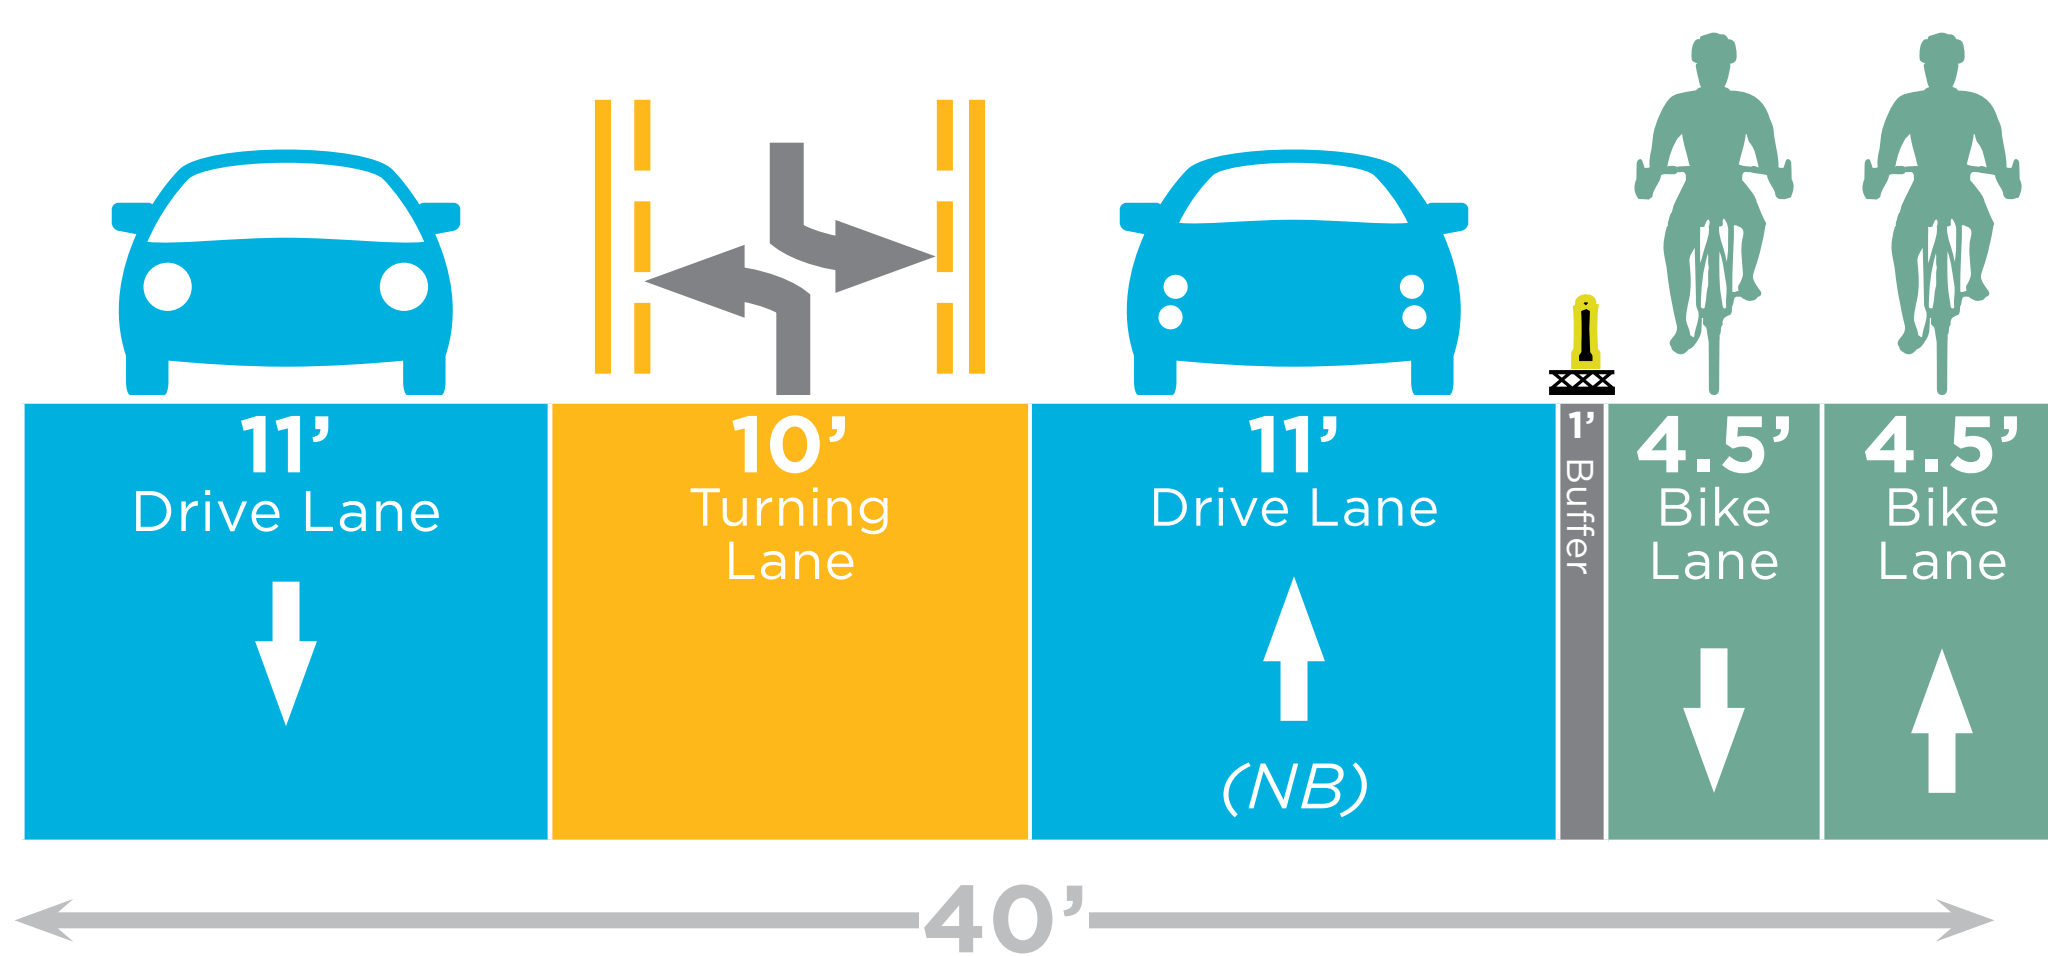 11’
Drive Lane
10’
Turning
Lane
11’
Drive Lane
(NB)
1’
Buffer
4.5’
Bike
Lane
4.5’
Bike
Lane
40’